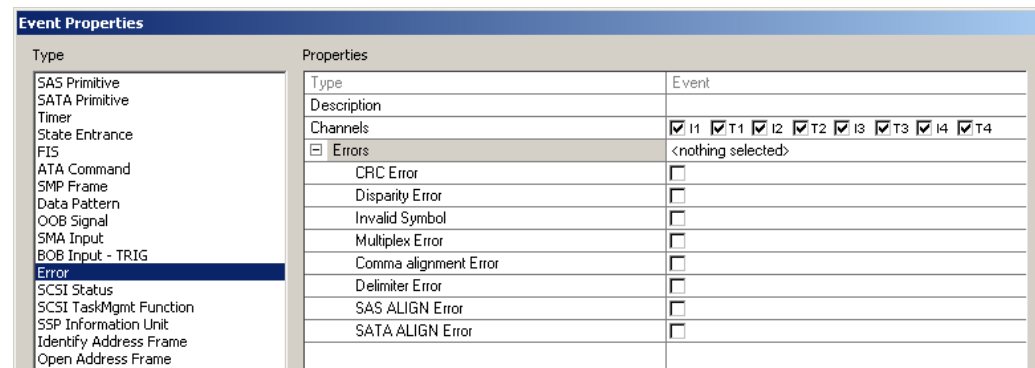 Event Properties
Type
SAS Primitive
SATA Primitive
Timer
State Entrance
FIS
ATA Command
SMP Frame
Data Pattern
OOB Signal
SMA Input
BOB Input - TRIG
Error
SCSI Status
SCSI TaskMgmt Function
SSP Information Unit
Identify Address Frame
Open Address Frame
Properties
Type Event
Description
Channels I1 T1 I2 T2 I3 T3 I4 T4
Errors <nothing selected>
CRC Error
Disparity Error
Invalid Symbol
Multiplex Error
Comma alignment Error
Delimiter Error
SAS ALIGN Error
SATA ALIGN Error